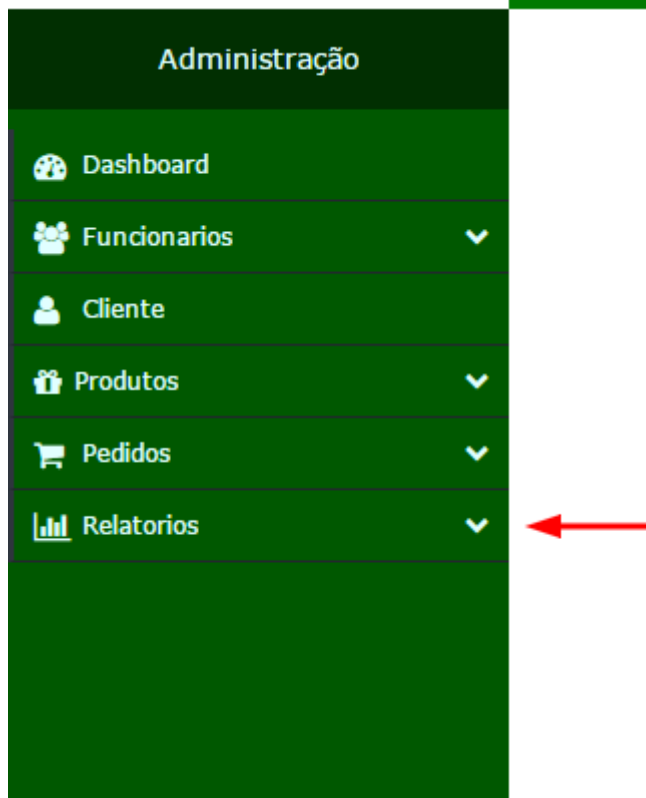 Administração
Dashboard
Funcionarios
Cliente
Produtos
Pedidos
Relatorios